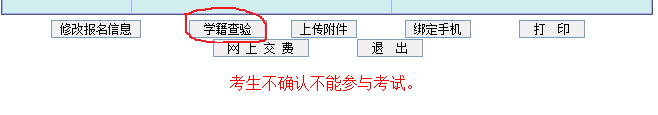 修改报名信息 学籍查验 上传附件 绑定手机 打 印
网 上 交 费 退 出
考生不确认不能参与考试。